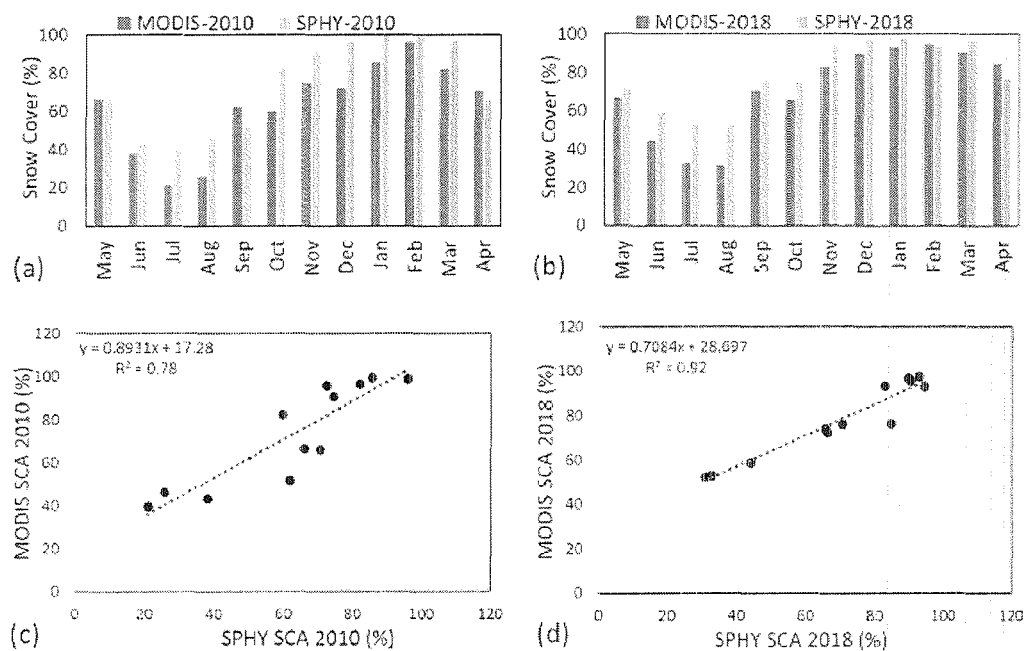 MODIS-2010 SPHY-2010
100
80
60
40
20
0
Snow Cover (%)
May Jun Jul Aug Sep Oct Nov Dec Jan Feb Mar Apr
(a)
MODIS-2018 SPHY-2018
100
80
60
40
20
0
Snow Cover (%)
May Jun Jul Aug Sep Oct Nov Dec Jan Feb Mar Apr
(b)
120
100
80
60
40
20
0
MODIS SCA 2010 (%)
y = 0.8931x + 17.28
R² = 0.78
0 20 40 60 80 100 120
SPHY SCA 2010 (%)
(c)
120
100
80
60
40
20
0
MODIS SCA 2018 (%)
y = 0.7084x + 28.697
R² = 0.92
0 20 40 60 80 100 120
SPHY SCA 2018 (%)
(d)